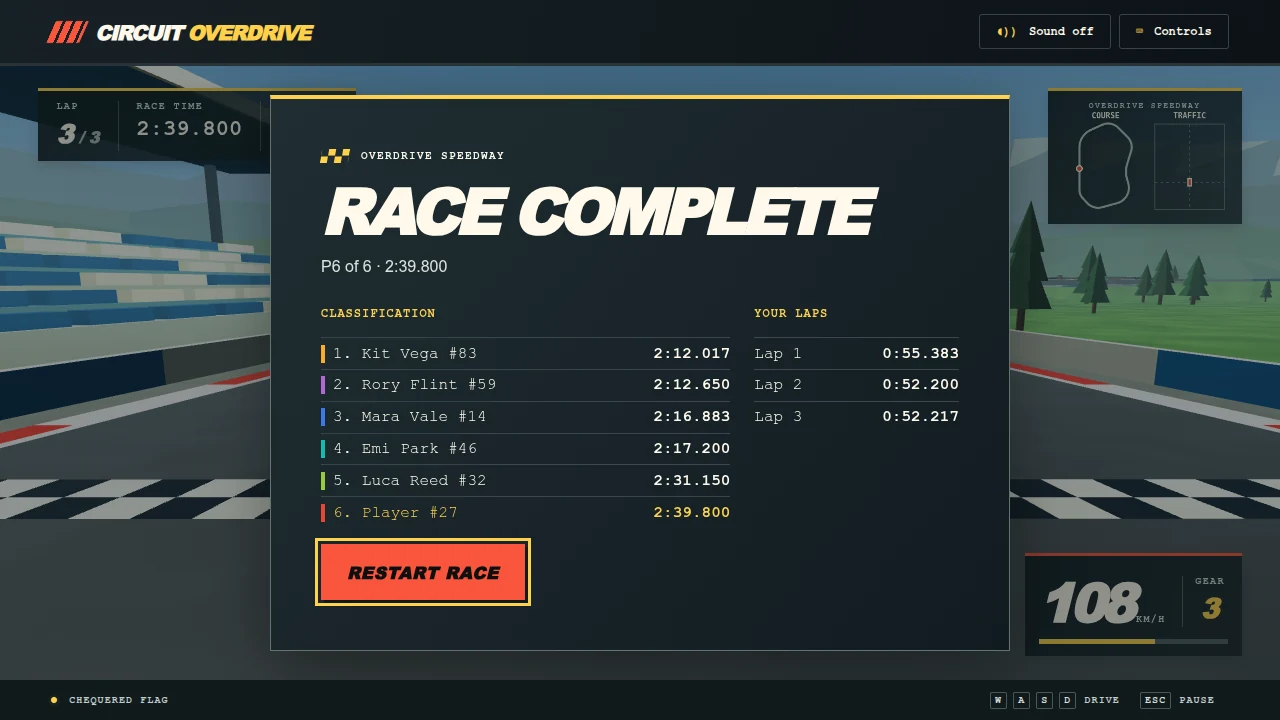 CIRCUIT OVERDRIVE
Sound off
Controls
LAP
3/3
RACE TIME
2:39.800
OVERDRIVE SPEEDWAY
COURSE
TRAFFIC
OVERDRIVE SPEEDWAY
RACE COMPLETE
P6 of 6 · 2:39.800
CLASSIFICATION
1. Kit Vega #83 2:12.017
2. Rory Flint #59 2:12.650
3. Mara Vale #14 2:16.883
4. Emi Park #46 2:17.200
5. Luca Reed #32 2:31.150
6. Player #27 2:39.800
YOUR LAPS
Lap 1 0:55.383
Lap 2 0:52.200
Lap 3 0:52.217
RESTART RACE
108 KM/H
GEAR
3
CHEQUERED FLAG
W A S D DRIVE ESC PAUSE